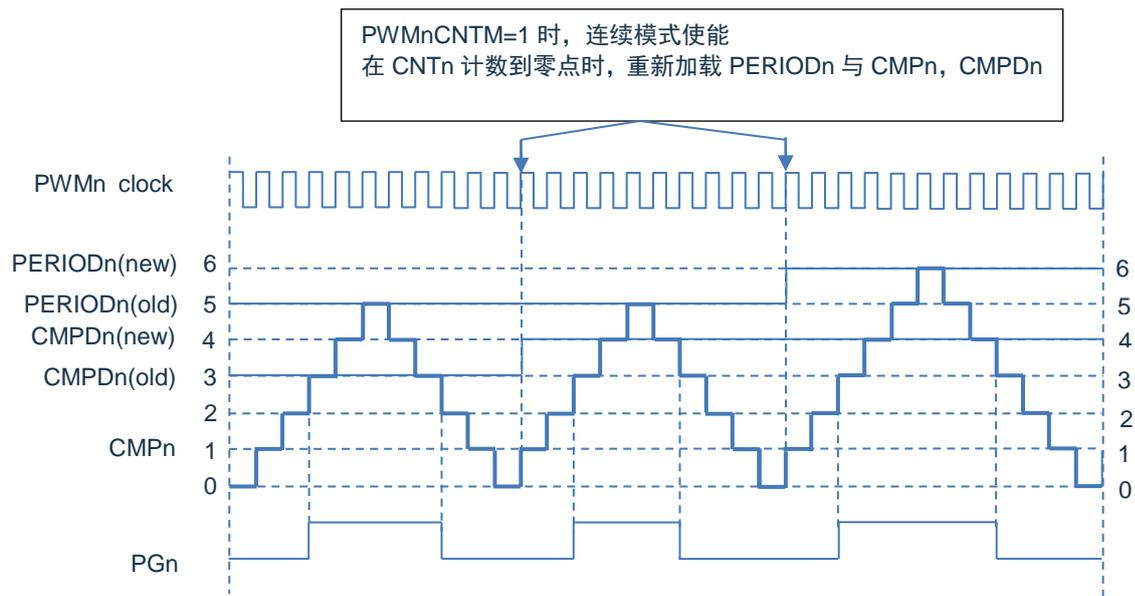 PWMnCNTM=1 时，连续模式使能
在 CNTn 计数到零点时，重新加载 PERIODn 与 CMPn，CMPDn
PWMn clock
PERIODn(new) 6 6
PERIODn(old) 5 5
CMPDn(new) 4 4
CMPDn(old) 3 3
2 2
CMPn 1 1
0 0
PGn